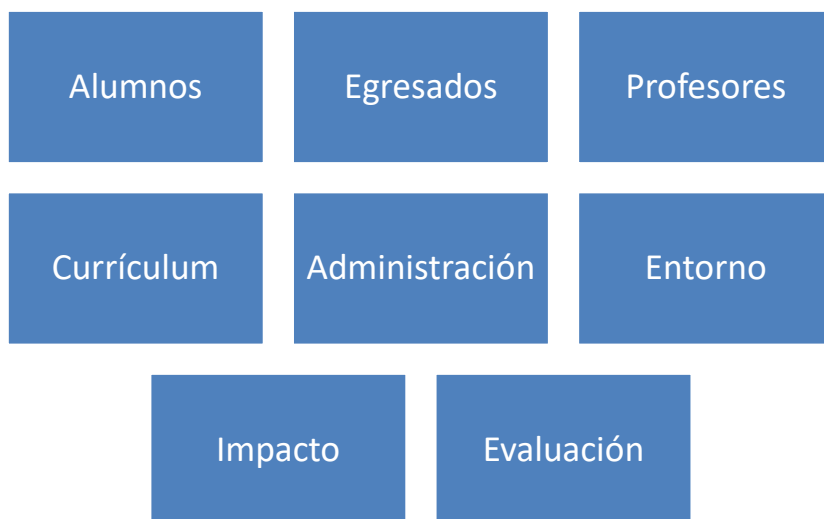 Alumnos
Egresados
Profesores
Currículum
Administración
Entorno
Impacto
Evaluación